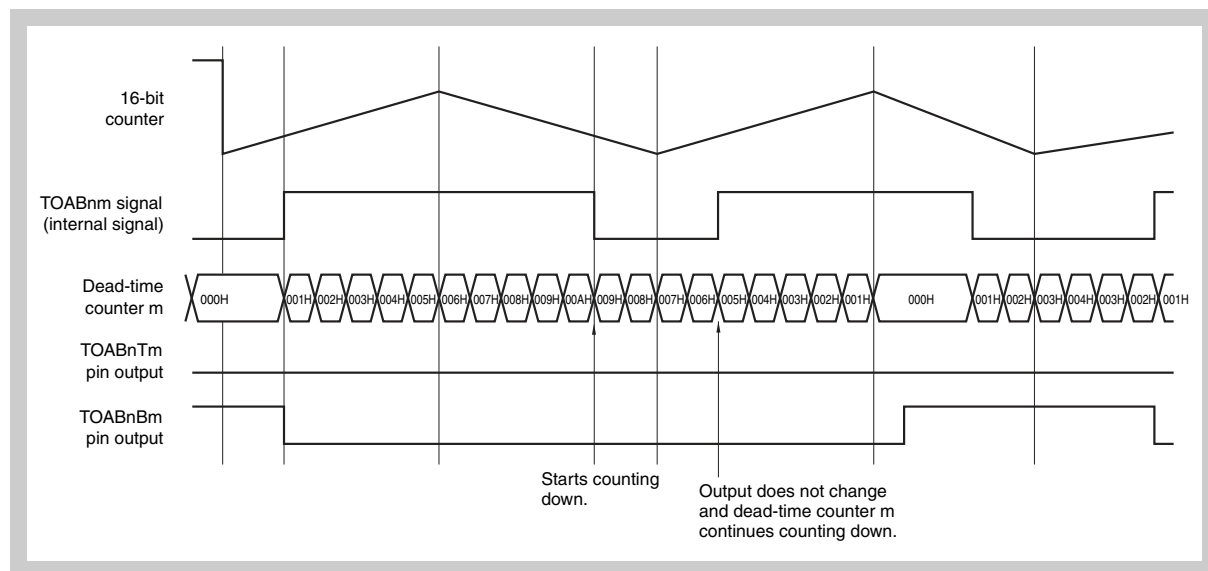 16-bit
counter
TOABnm signal
(internal signal)
Dead-time
counter m
000H 001H 002H 003H 004H 005H 006H 007H 008H 009H 00AH 009H 008H 007H 006H 005H 004H 003H 002H 001H 000H 001H 002H 003H 004H 003H 002H 001H
TOABnTm
pin output
TOABnBm
pin output
Starts counting
down.
Output does not change
and dead-time counter m
continues counting down.